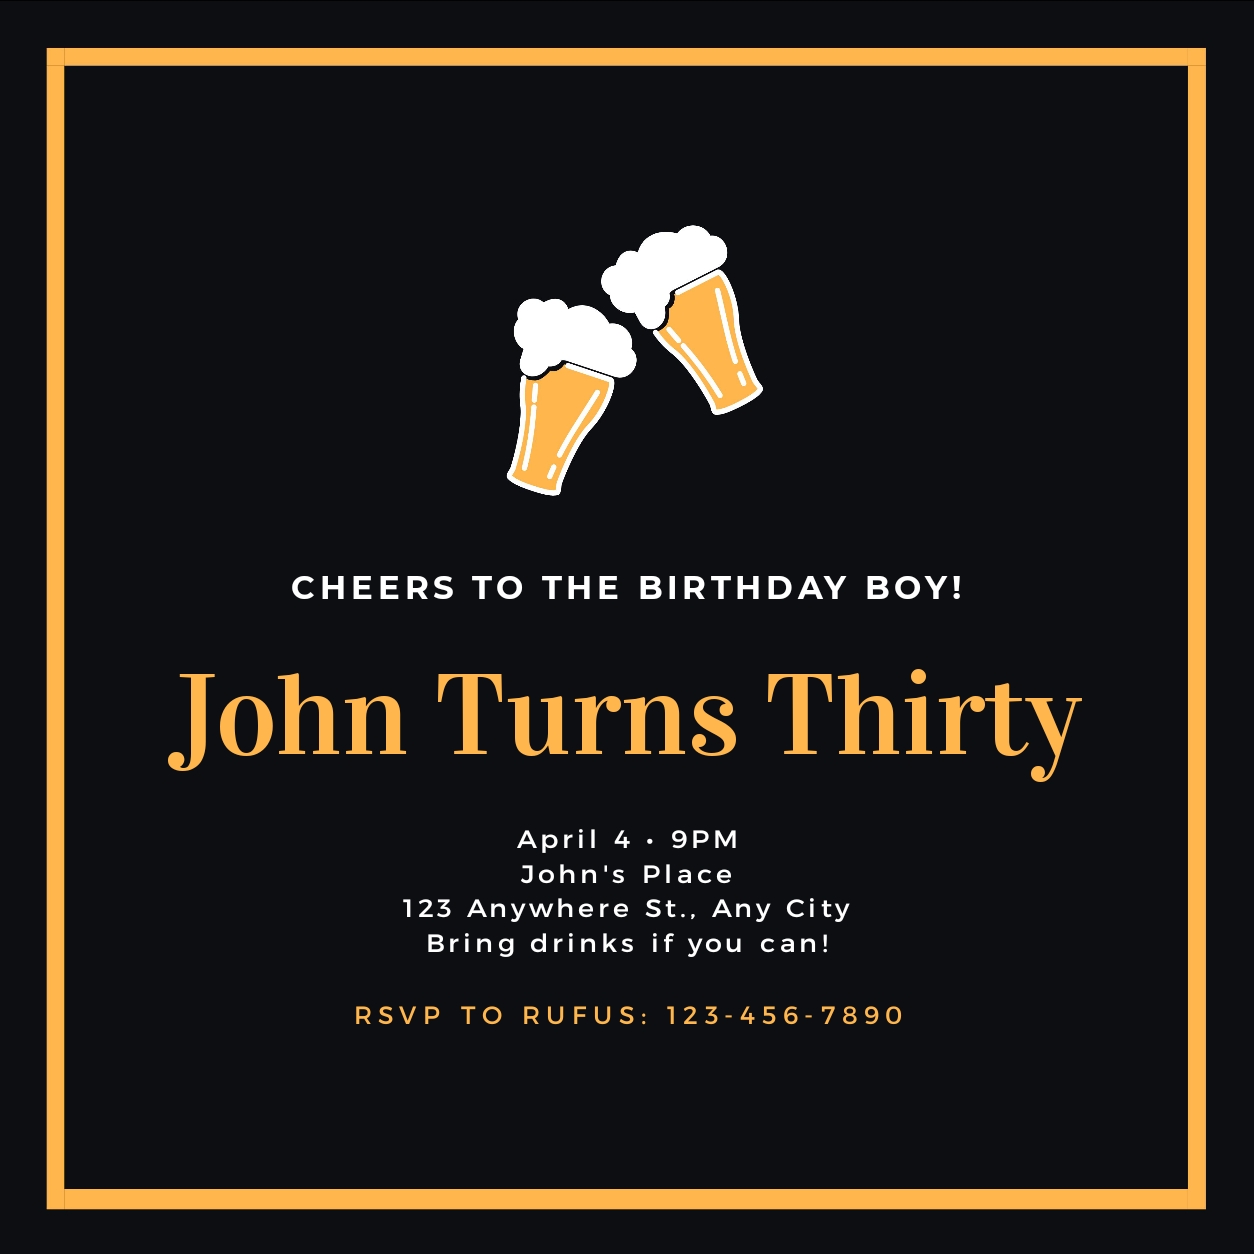 CHEERS TO THE BIRTHDAY BOY!
John Turns Thirty
April 4 • 9PM
John's Place
123 Anywhere St., Any City
Bring drinks if you can!
RSVP TO RUFUS: 123-456-7890